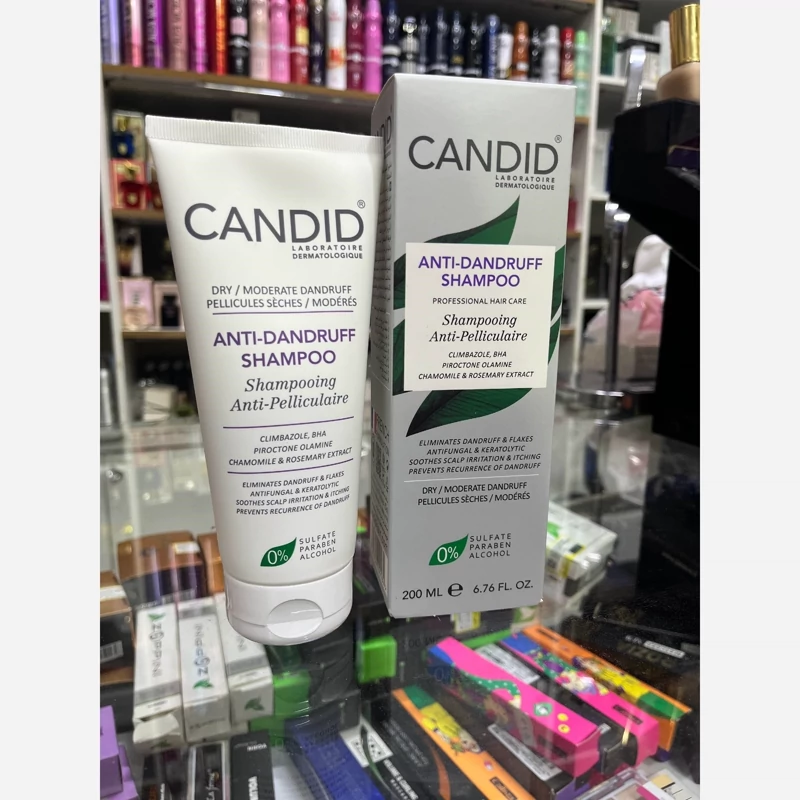 CANDID®
LABORATOIRE
DERMATOLOGIQUE
DRY / MODERATE DANDRUFF
PELLICULES SÈCHES / MODÉRÉS
ANTI-DANDRUFF
SHAMPOO
Shampooing
Anti-Pelliculaire
CLIMBAZOLE, BHA
PIROCTONE OLAMINE
CHAMOMILE & ROSEMARY EXTRACT
ELIMINATES DANDRUFF & FLAKES
ANTIFUNGAL & KERATOLYTIC
SOOTHES SCALP IRRITATION & ITCHING
PREVENTS RECURRENCE OF DANDRUFF
0%
SULFATE
PARABEN
ALCOHOL
CANDID®
LABORATOIRE
DERMATOLOGIQUE
ANTI-DANDRUFF
SHAMPOO
PROFESSIONAL HAIR CARE
Shampooing
Anti-Pelliculaire
CLIMBAZOLE, BHA
PIROCTONE OLAMINE
CHAMOMILE & ROSEMARY EXTRACT
ELIMINATES DANDRUFF & FLAKES
ANTIFUNGAL & KERATOLYTIC
SOOTHES SCALP IRRITATION & ITCHING
PREVENTS RECURRENCE OF DANDRUFF
DRY / MODERATE DANDRUFF
PELLICULES SÈCHES / MODÉRÉS
0%
SULFATE
PARABEN
ALCOHOL
200 ML ℮ 6.76 FL. OZ.